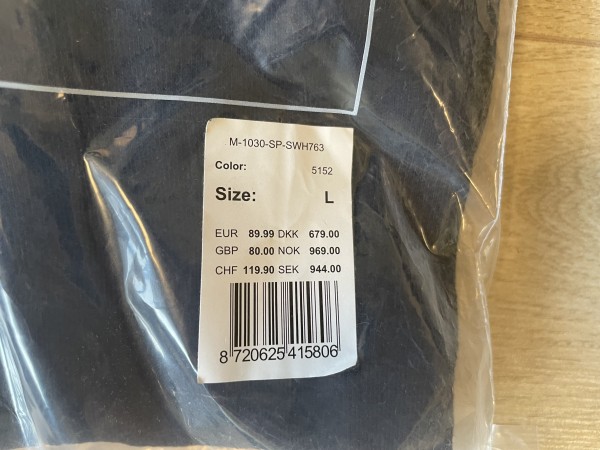 M-1030-SP-SWH763
Color: 5152
Size: L
EUR 89.99 DKK 679.00
GBP 80.00 NOK 969.00
CHF 119.90 SEK 944.00
8 720625 415806